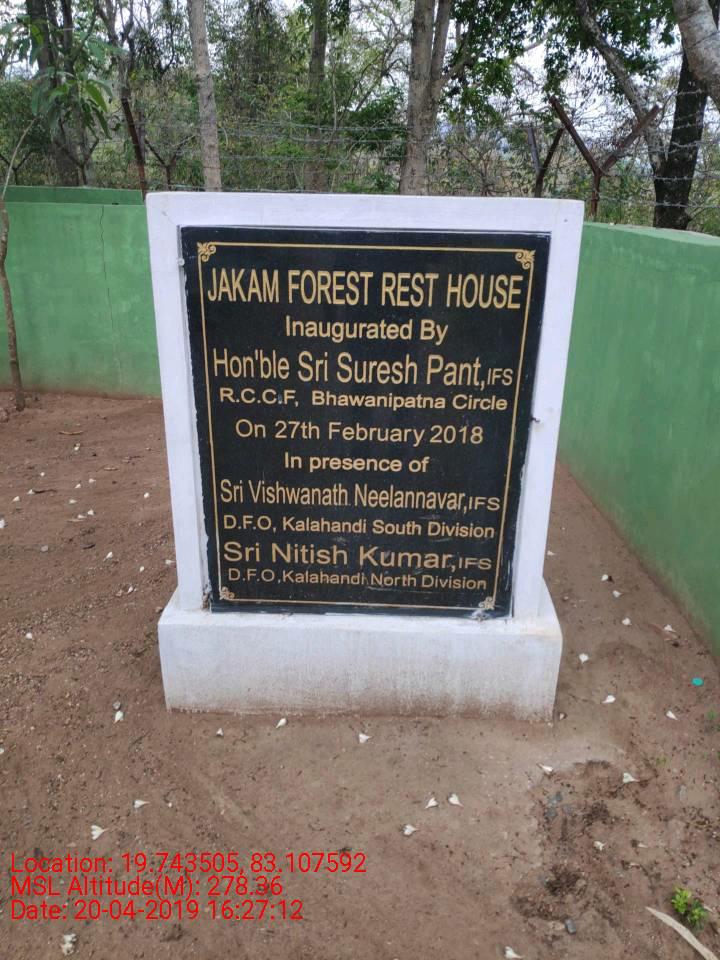 JAKAM FOREST REST HOUSE
Inaugurated By
Hon'ble Sri Suresh Pant,IFS
R.C.C.F, Bhawanipatna Circle
On 27th February 2018
In presence of
Sri Vishwanath Neelannavar,IFS
D.F.O, Kalahandi South Division
Sri Nitish Kumar,IFS
D.F.O,Kalahandi North Division
Location: 19.743505, 83.107592
MSL Altitude(M): 278.36
Date: 20-04-2019 16:27:12